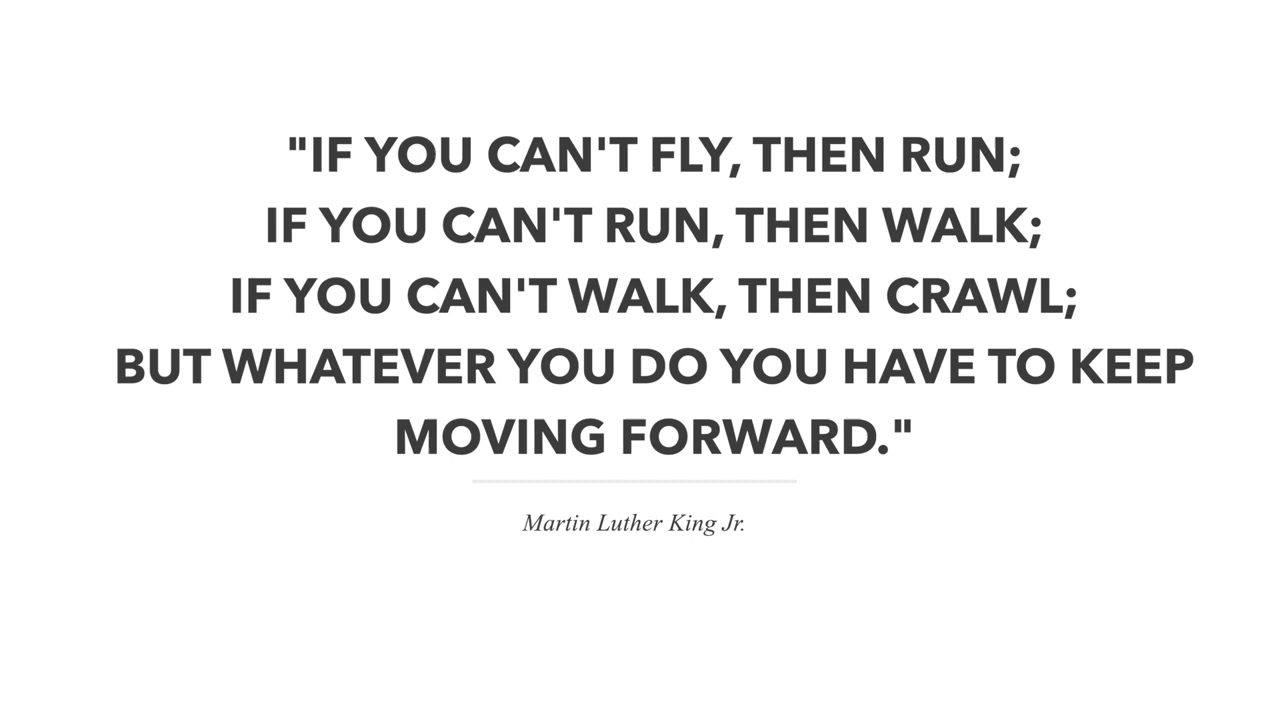 "IF YOU CAN'T FLY, THEN RUN;
IF YOU CAN'T RUN, THEN WALK;
IF YOU CAN'T WALK, THEN CRAWL;
BUT WHATEVER YOU DO YOU HAVE TO KEEP
MOVING FORWARD."
Martin Luther King Jr.